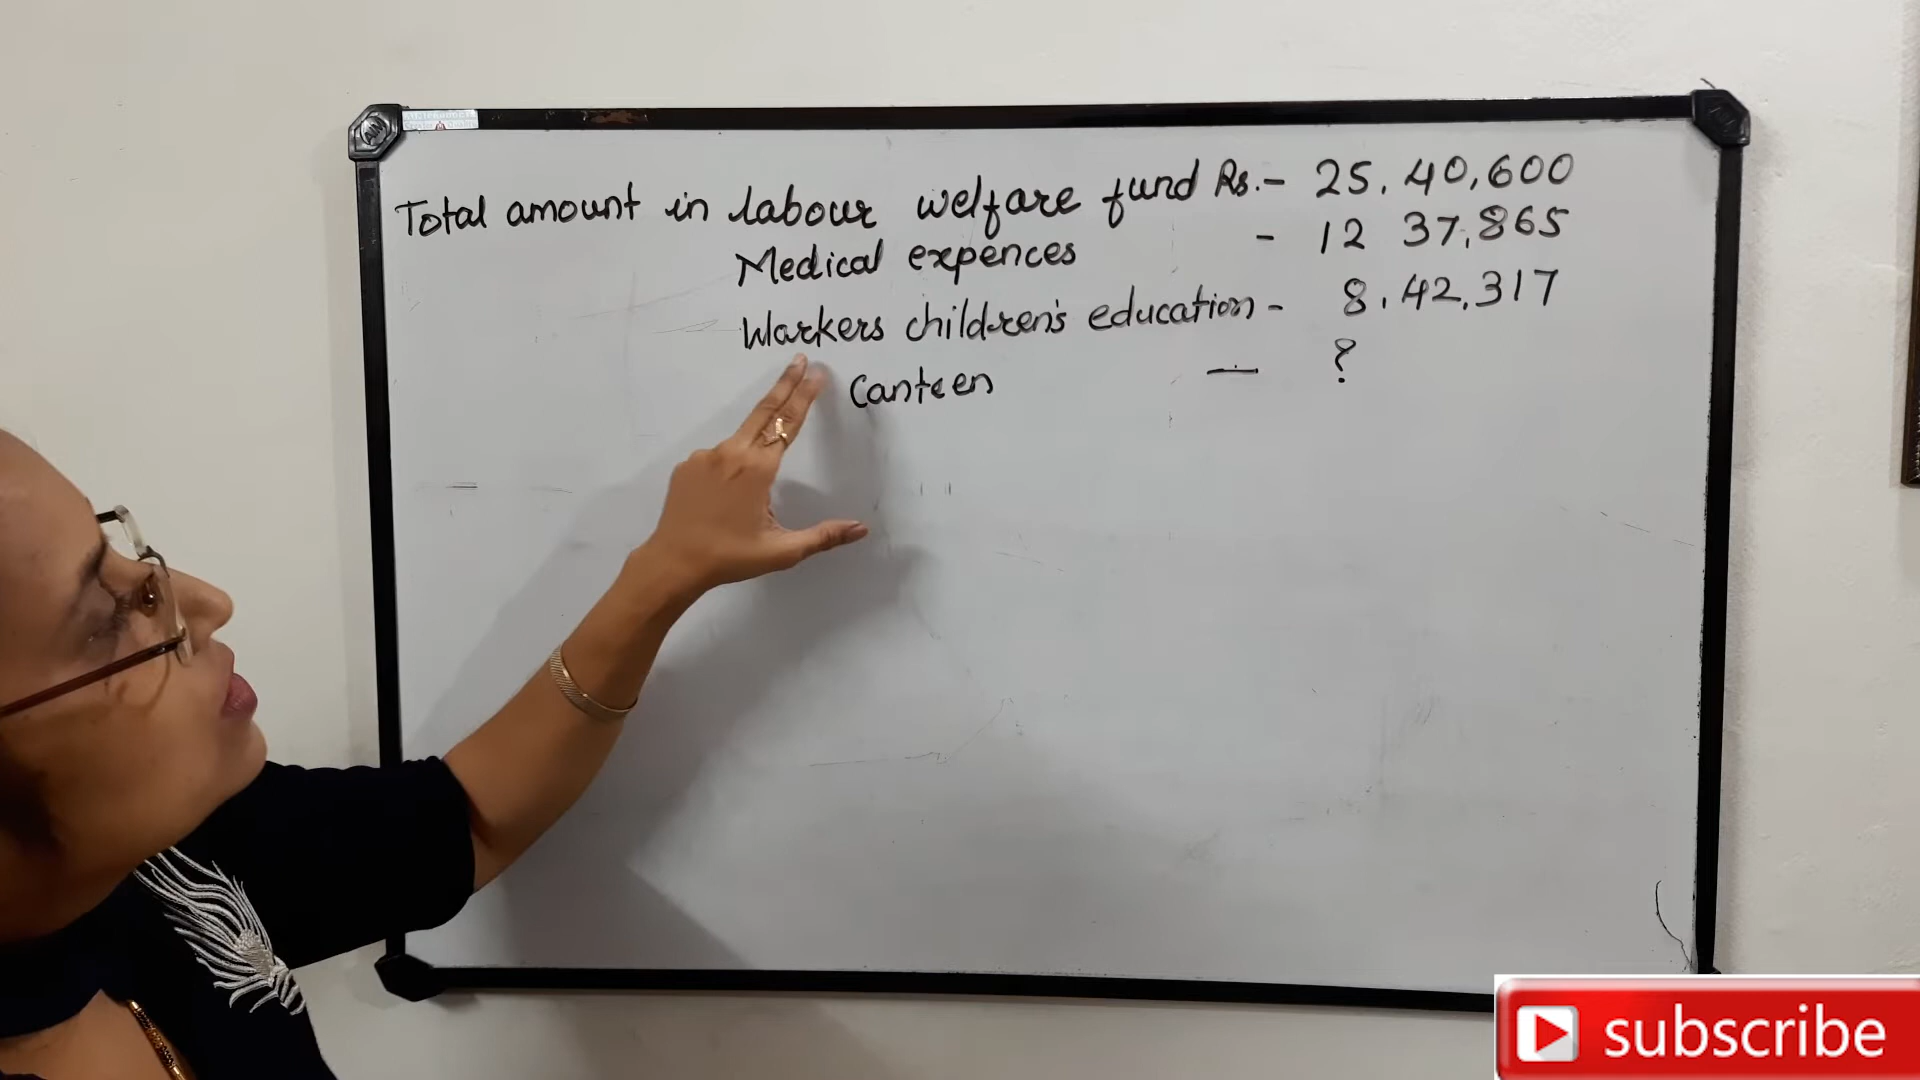 Total amount in labour welfare fund Rs.- 25,40,600
Medical expences - 12 37,865
Workers children's education - 8,42,317
Canteen — ?
subscribe